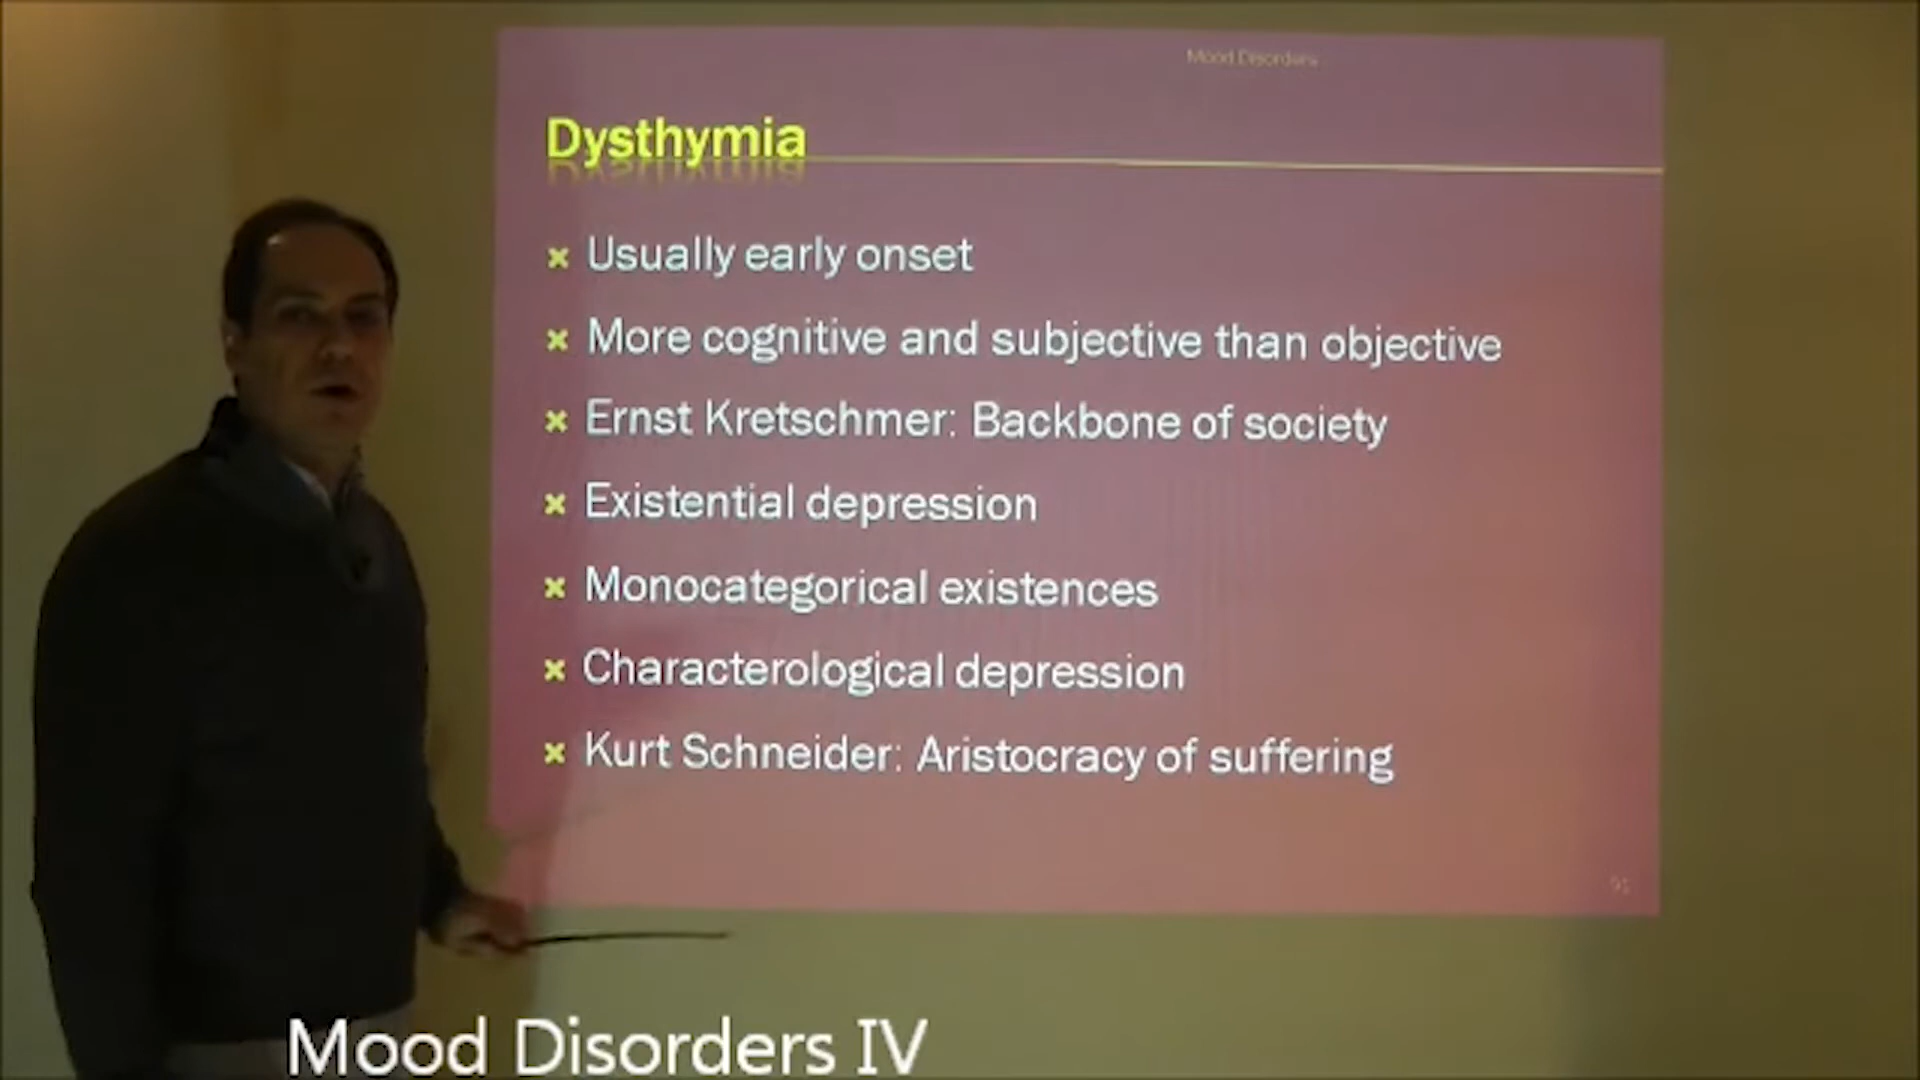 Mood Disorders
Dysthymia
Usually early onset
More cognitive and subjective than objective
Ernst Kretschmer: Backbone of society
Existential depression
Monocategorical existences
Characterological depression
Kurt Schneider: Aristocracy of suffering
Mood Disorders IV